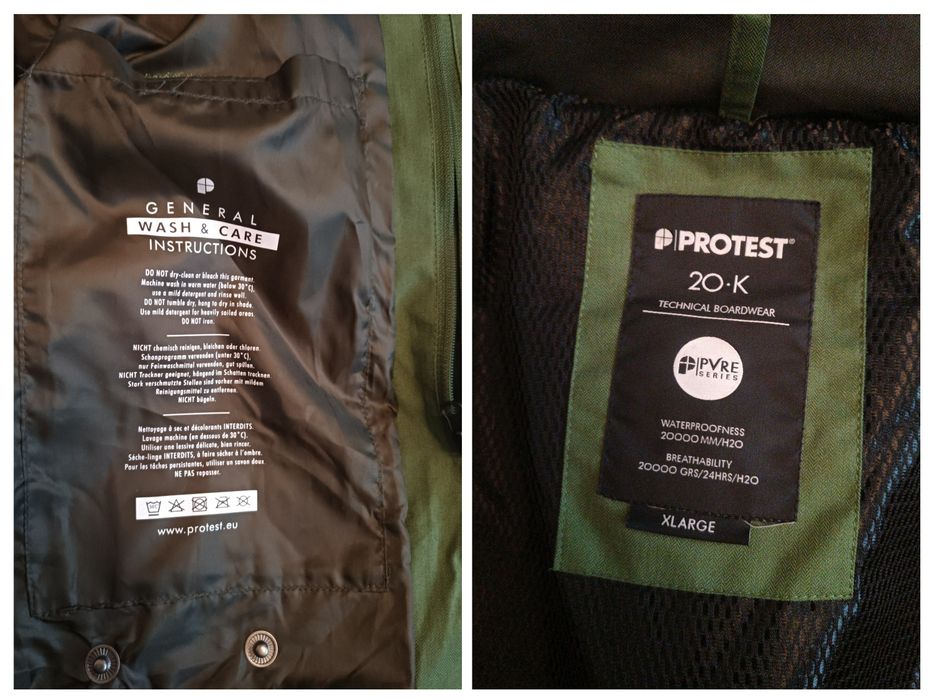 GENERAL
WASH & CARE
INSTRUCTIONS
DO NOT dry-clean or bleach this garment.
Machine wash in warm water (below 30°C),
use a mild detergent and rinse well.
DO NOT tumble dry, hang to dry in shade.
Use mild detergent for heavily soiled areas.
DO NOT iron.
NICHT chemisch reinigen, bleichen oder chloren.
Schonprogramm verwenden (unter 30°C),
nur Feinwaschmittel verwenden, gut spülen.
NICHT Trockner geeignet, hängend im Schatten trocknen
Stark verschmutzte Stellen sind vorher mit mildem
Reinigungsmittel zu entfernen.
NICHT bügeln.
Nettoyage à sec et décolorants INTERDITS.
Lavage machine (en dessous de 30°C).
Utiliser une lessive délicate, bien rincer.
Sèche-linge INTERDITS, à faire sécher à l'ombre.
Pour les tâches persistantes, utiliser un savon doux.
NE PAS repasser.
www.protest.eu
PROTEST®
20·K
TECHNICAL BOARDWEAR
PVRE
SERIES
WATERPROOFNESS
20000 MM/H2O
BREATHABILITY
20000 GRS/24HRS/H2O
XLARGE